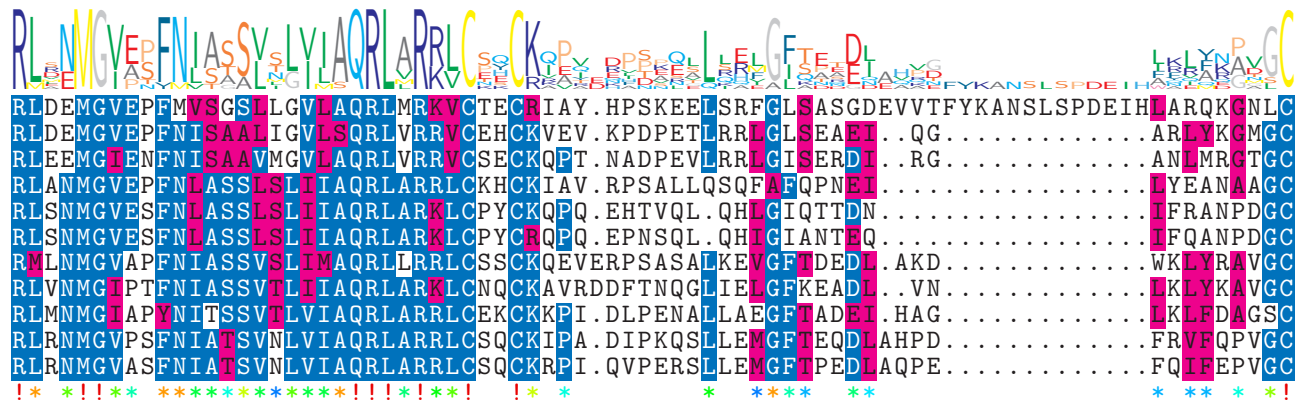 RLDEMGVEPFMVSGSLLGVLAQRLMRKVCTECRIAY.HPSKEELSRFGLSASGDEVVTFYKANSLSPDEIHLARQKGNLC
RLDEMGVEPFNISAALIGVLSQRLVRRVCEHCKVEV.KPDPETLRRLGLSEAEI..QG.............ARLYKGMGC
RLEEMGIENFNISAAVMGVLAQRLVRRVCSECKQPT.NADPEVLRRLGISERDI..RG.............ANLMRGTGC
RLANMGVEPFNLASSLSLIIAQRLARRLCKHCKIAV.RPSALLQSQFAFQPNEI.................LYEANAAGC
RLSNMGVESFNLASSLSLIIAQRLARKLCPYCKQPQ.EHTVQL.QHLGIQTTDN.................IFRANPDGC
RLSNMGVESFNLASSLSLIIAQRLARKLCPYCRQPQ.EPNSQL.QHIGIANTEQ.................IFQANPDGC
RMLNMGVAPFNIASSVSLIMAQRLLRRLCSSCKQEVERPSASALKEVGFTDEDL.AKD.............WKLYRAVGC
RLVNMGIPTFNIASSVTLIIAQRLARKLCNQCKAVRDDFTNQGLIELGFKEADL..VN.............LKLYKAVGC
RLMNMGIAPYNITSSVTLVIAQRLARRLCEKCKKPI.DLPENALLAEGFTADEI.HAG.............LKLFDAGSC
RLRNMGVPSFNIATSVNLVIAQRLARRLCSQCKIPA.DIPKQSLLEMGFTEQDLAHPD.............FRVFQPVGC
RLRNMGVASFNIATSVNLVIAQRLARRLCSQCKRPI.QVPERSLLEMGFTPEDLAQPE.............FQIFEPVGC